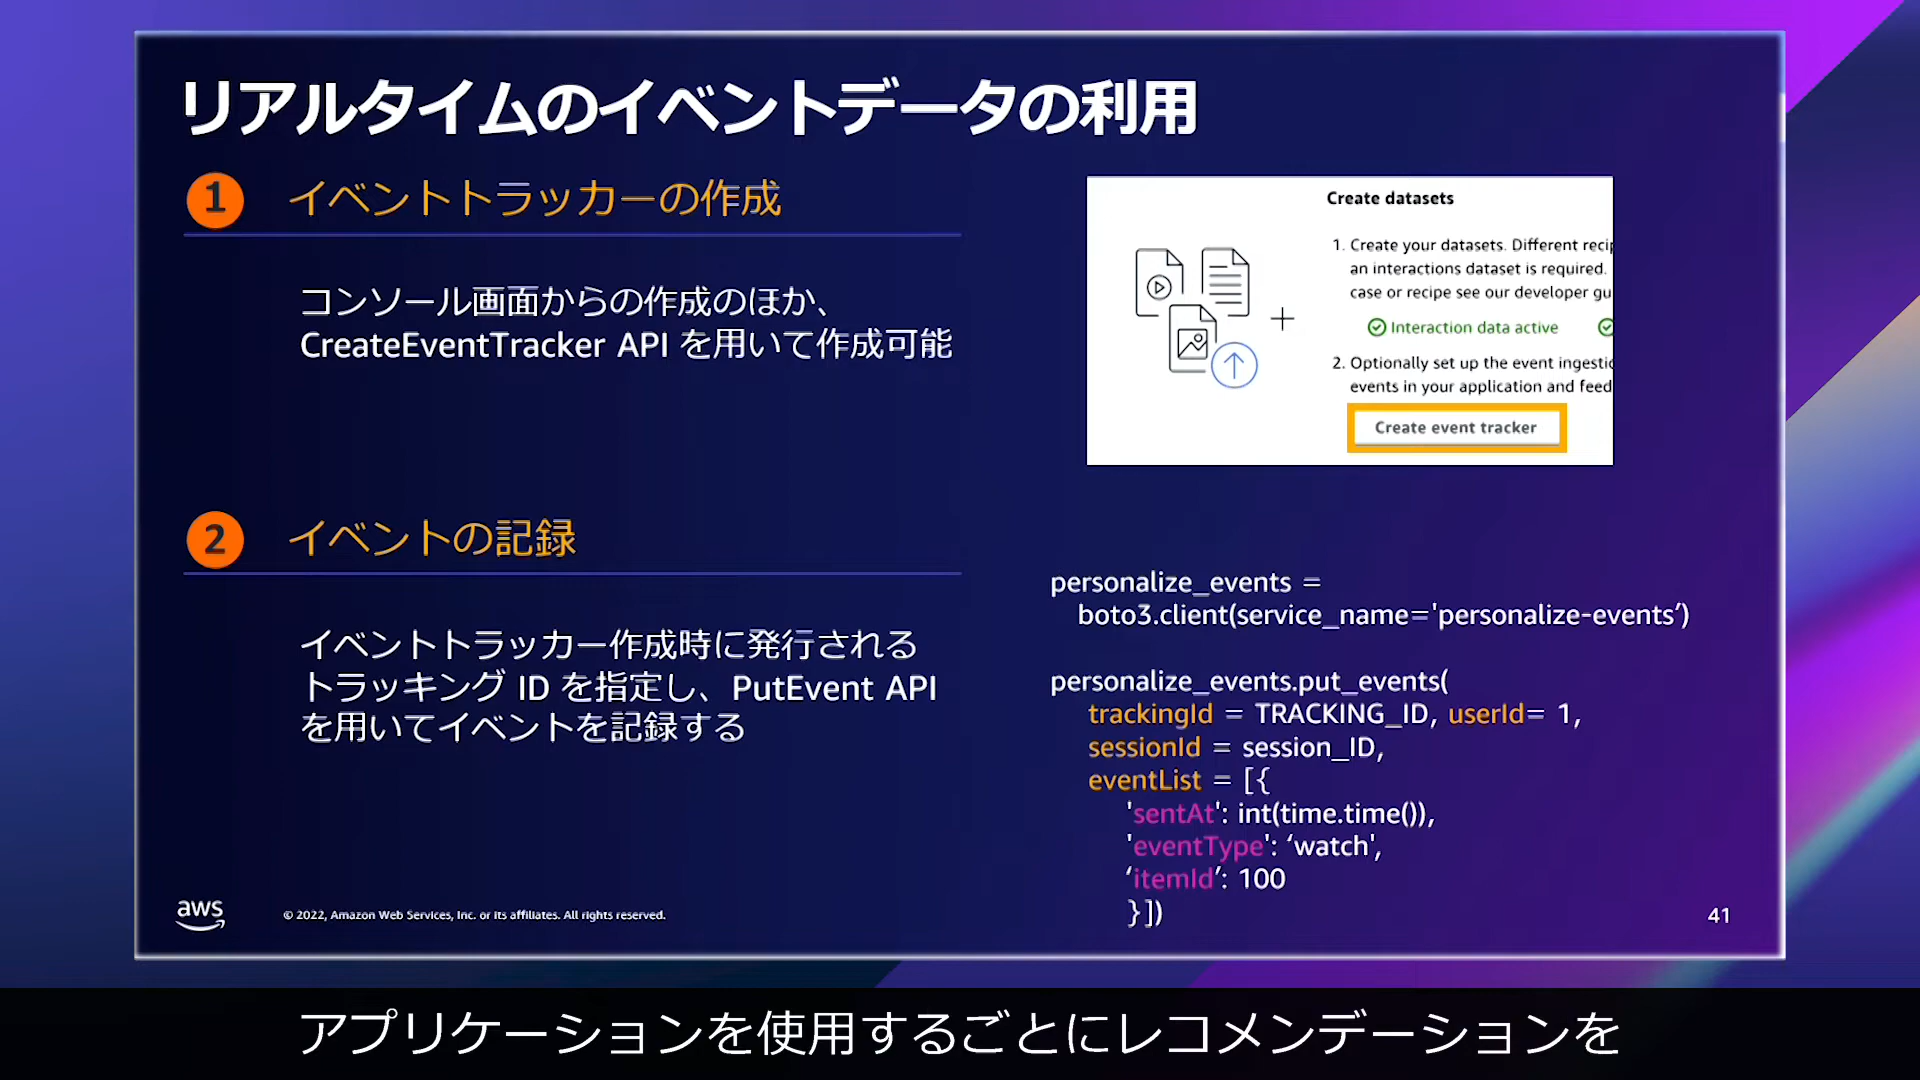 リアルタイムのイベントデータの利用
1 イベントトラッカーの作成
コンソール画面からの作成のほか、
CreateEventTracker API を用いて作成可能
Create datasets
1. Create your datasets. Different recip
an interactions dataset is required.
case or recipe see our developer gu
Interaction data active
2. Optionally set up the event ingestio
events in your application and feed
Create event tracker
2 イベントの記録
イベントトラッカー作成時に発行される
トラッキング ID を指定し、PutEvent API
を用いてイベントを記録する
personalize_events =
boto3.client(service_name='personalize-events’)
personalize_events.put_events(
trackingId = TRACKING_ID, userId= 1,
sessionId = session_ID,
eventList = [{
'sentAt': int(time.time()),
'eventType': ‘watch',
‘itemId’: 100
}])
aws
© 2022, Amazon Web Services, Inc. or its affiliates. All rights reserved.
41
アプリケーションを使用するごとにレコメンデーションを